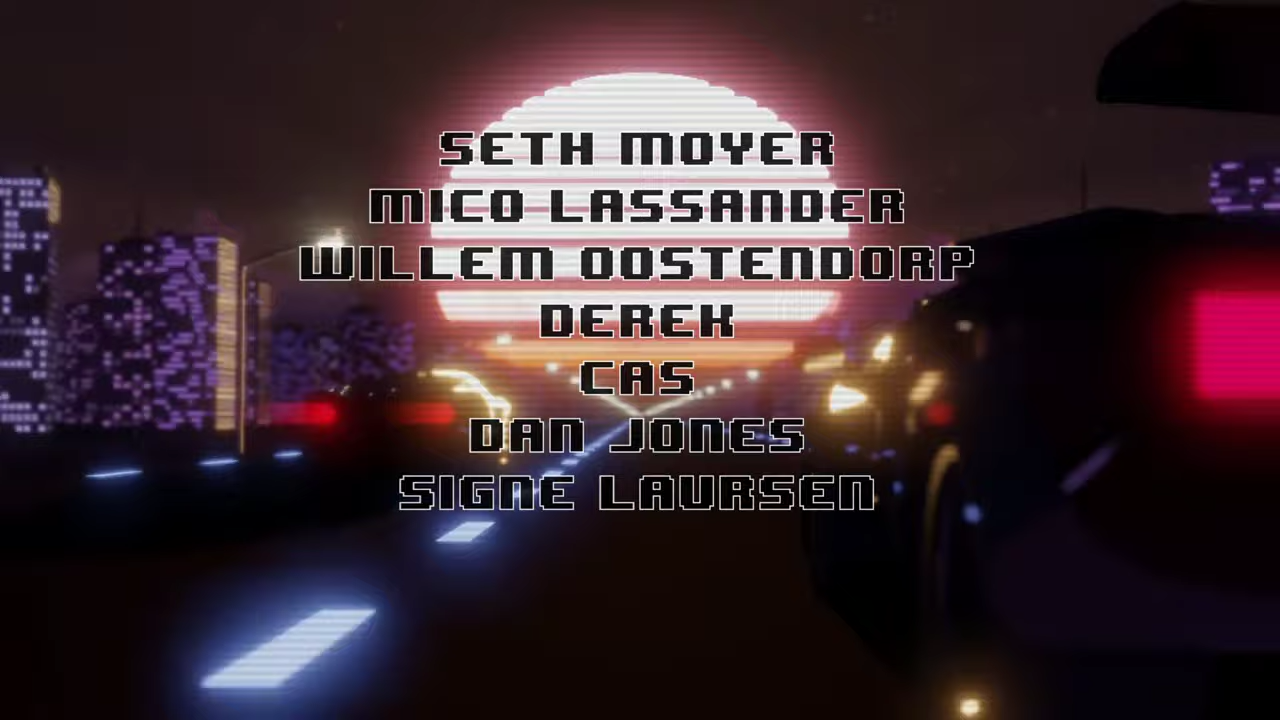 SETH MOYER
MICO LASSANDER
WILLEM OOSTENDORP
DEREK
CAS
DAN JONES
SIGNE LAURSEN